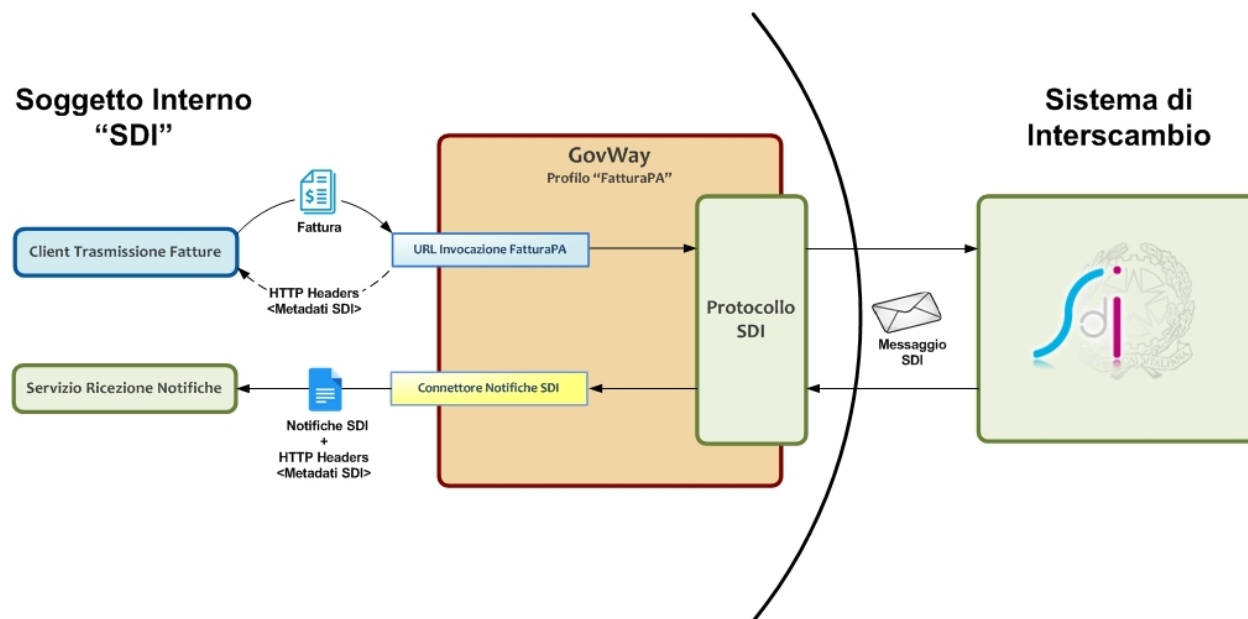 Soggetto Interno
“SDI”
Sistema di
Interscambio
GovWay
Profilo “FatturaPA”
Fattura
Client Trasmissione Fatture
URL Invocazione FatturaPA
HTTP Headers
<Metadati SDI>
Protocollo
SDI
Messaggio
SDI
Sdi
Servizio Ricezione Notifiche
Connettore Notifiche SDI
Notifiche SDI
+
HTTP Headers
<Metadati SDI>